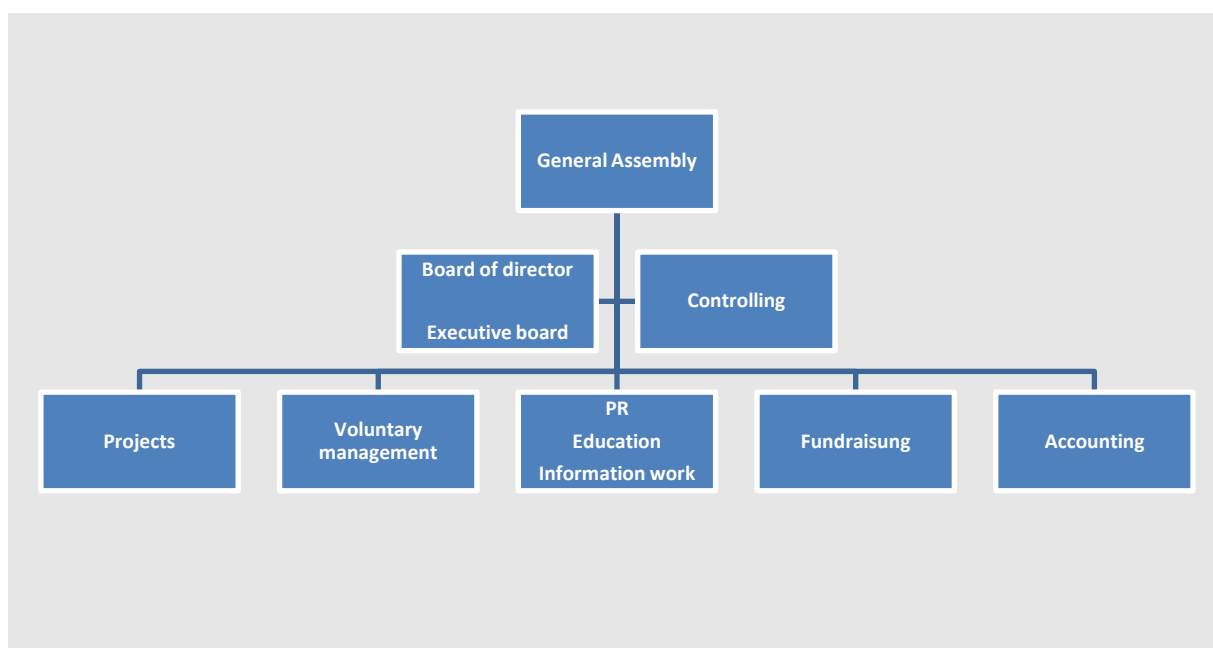 General Assembly
Board of director
Executive board
Controlling
Projects
Voluntary
management
PR
Education
Information work
Fundraisung
Accounting